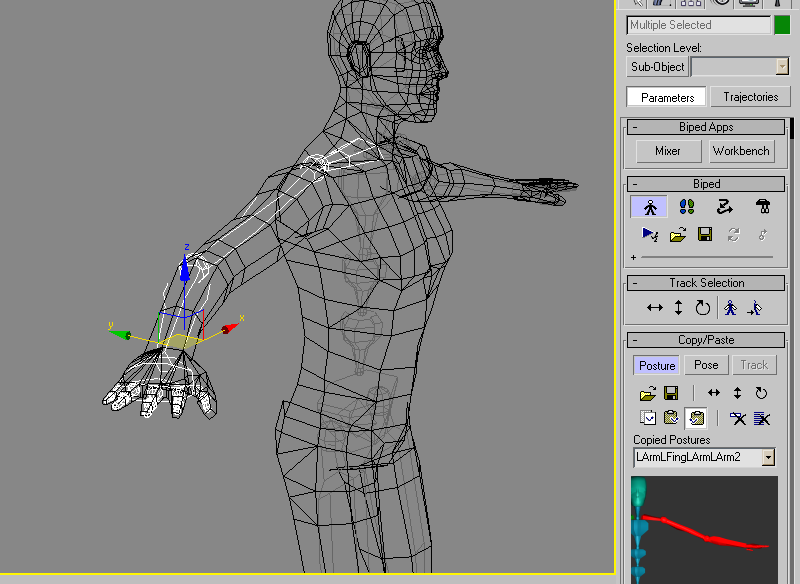 Multiple Selected
Selection Level:
Sub-Object
Parameters Trajectories
- Biped Apps
Mixer Workbench
- Biped
+
- Track Selection
- Copy/Paste
Posture Pose Track
Copied Postures
LArmLFingLArmLArm2
z
x
y